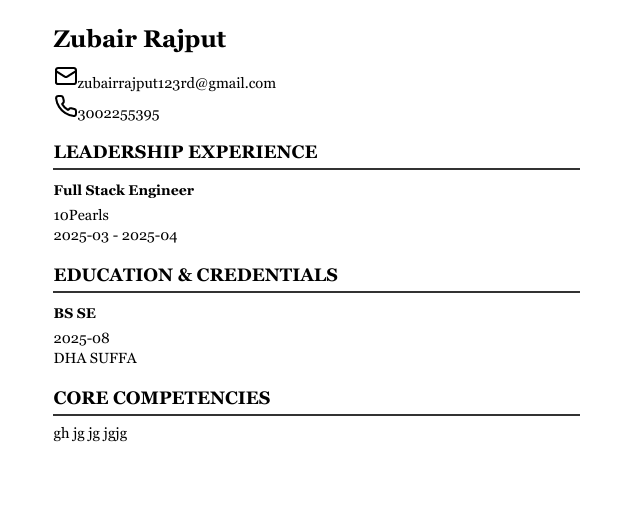 Zubair Rajput
zubairrajput123rd@gmail.com
3002255395
LEADERSHIP EXPERIENCE
Full Stack Engineer
10Pearls
2025-03 - 2025-04
EDUCATION & CREDENTIALS
BS SE
2025-08
DHA SUFFA
CORE COMPETENCIES
gh jg jg jgjg